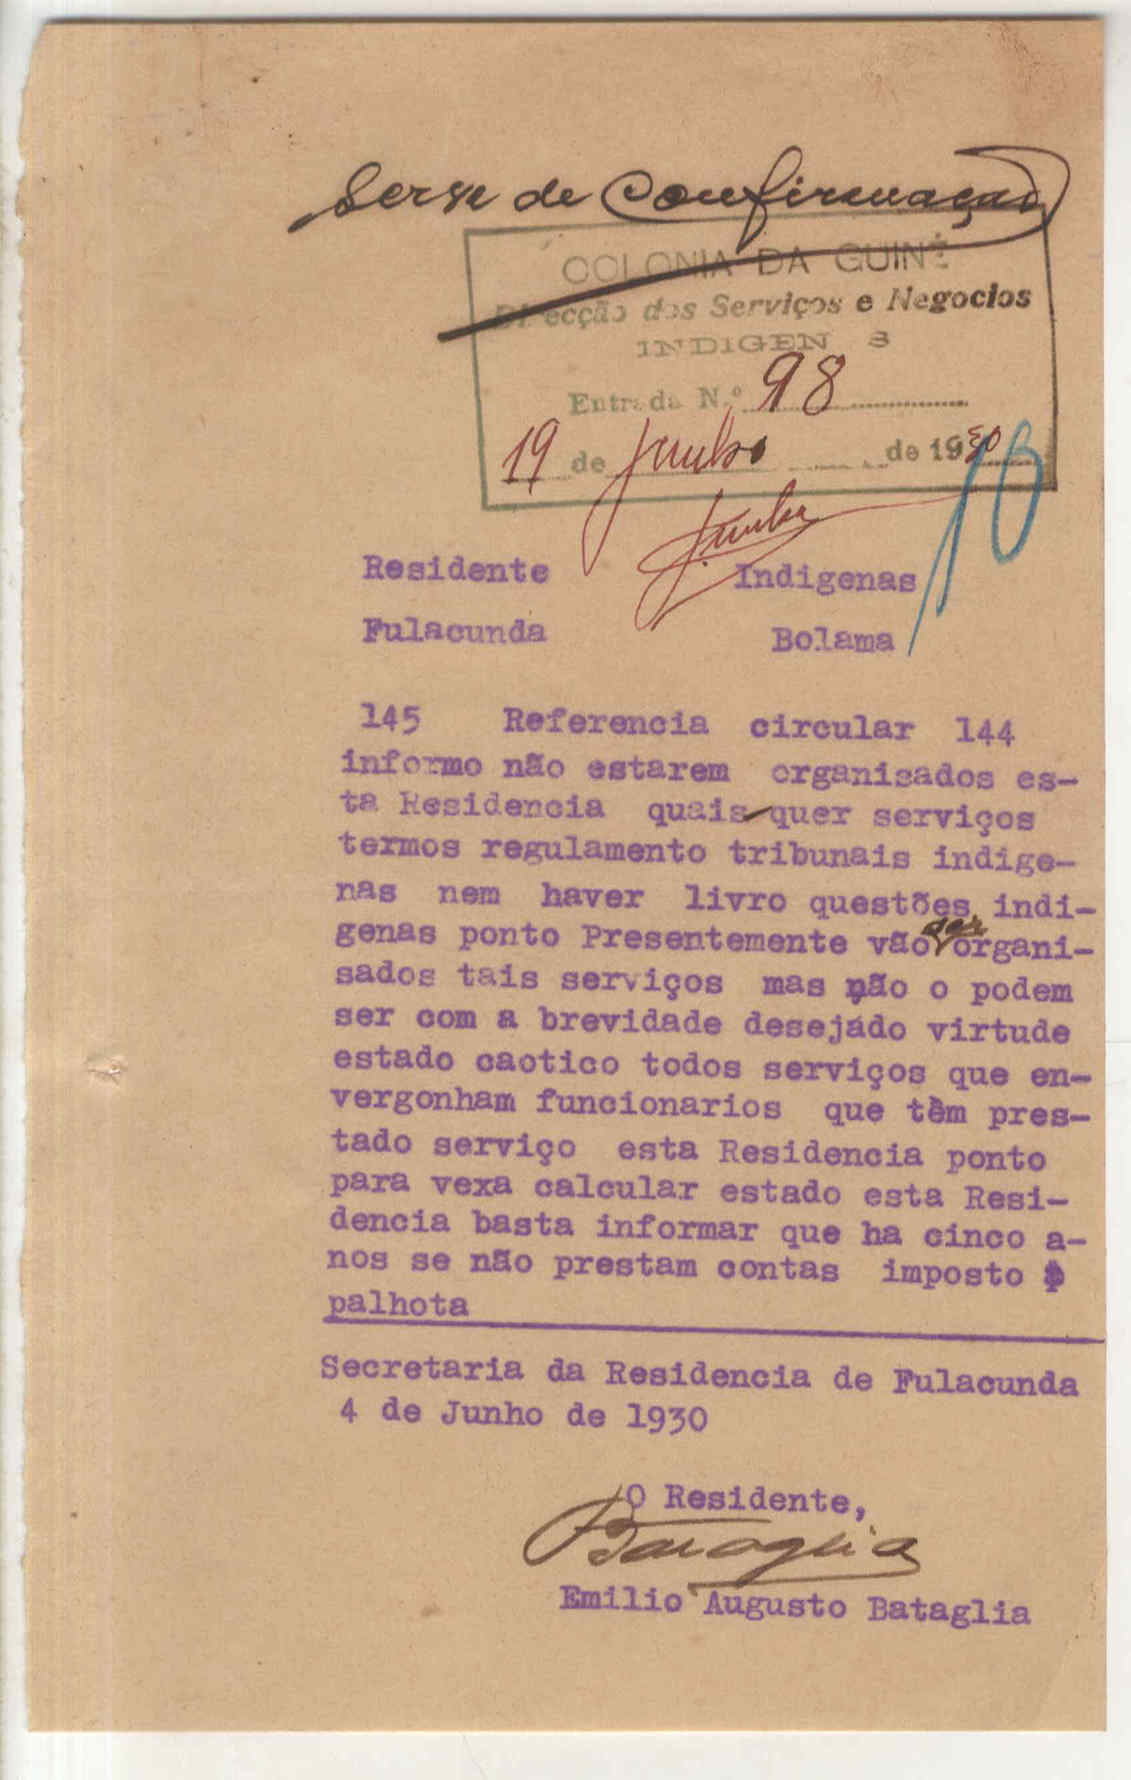 Serve de Confirmação
COLONIA DA GUINÉ
Direcção dos Serviços e Negocios
INDIGEN S
Entrada N.º 98
19 de Junho de 1930
10
Residente Indigenas
Fulacunda Bolama
145 Referencia circular 144
informo não estarem organisados es-
ta Residencia quais quer serviços
termos regulamento tribunais indige-
nas nem haver livro questões indi-
genas ponto Presentemente vão ser organi-
sados tais serviços mas não o podem
ser com a brevidade desejádo virtude
estado caotico todos serviços que en-
vergonham funcionarios que têm pres-
tado serviço esta Residencia ponto
para vexa calcular estado esta Resi-
dencia basta informar que ha cinco a-
nos se não prestam contas imposto
palhota
Secretaria da Residencia de Fulacunda
4 de Junho de 1930
O Residente,
Bataglia
Emilio Augusto Bataglia